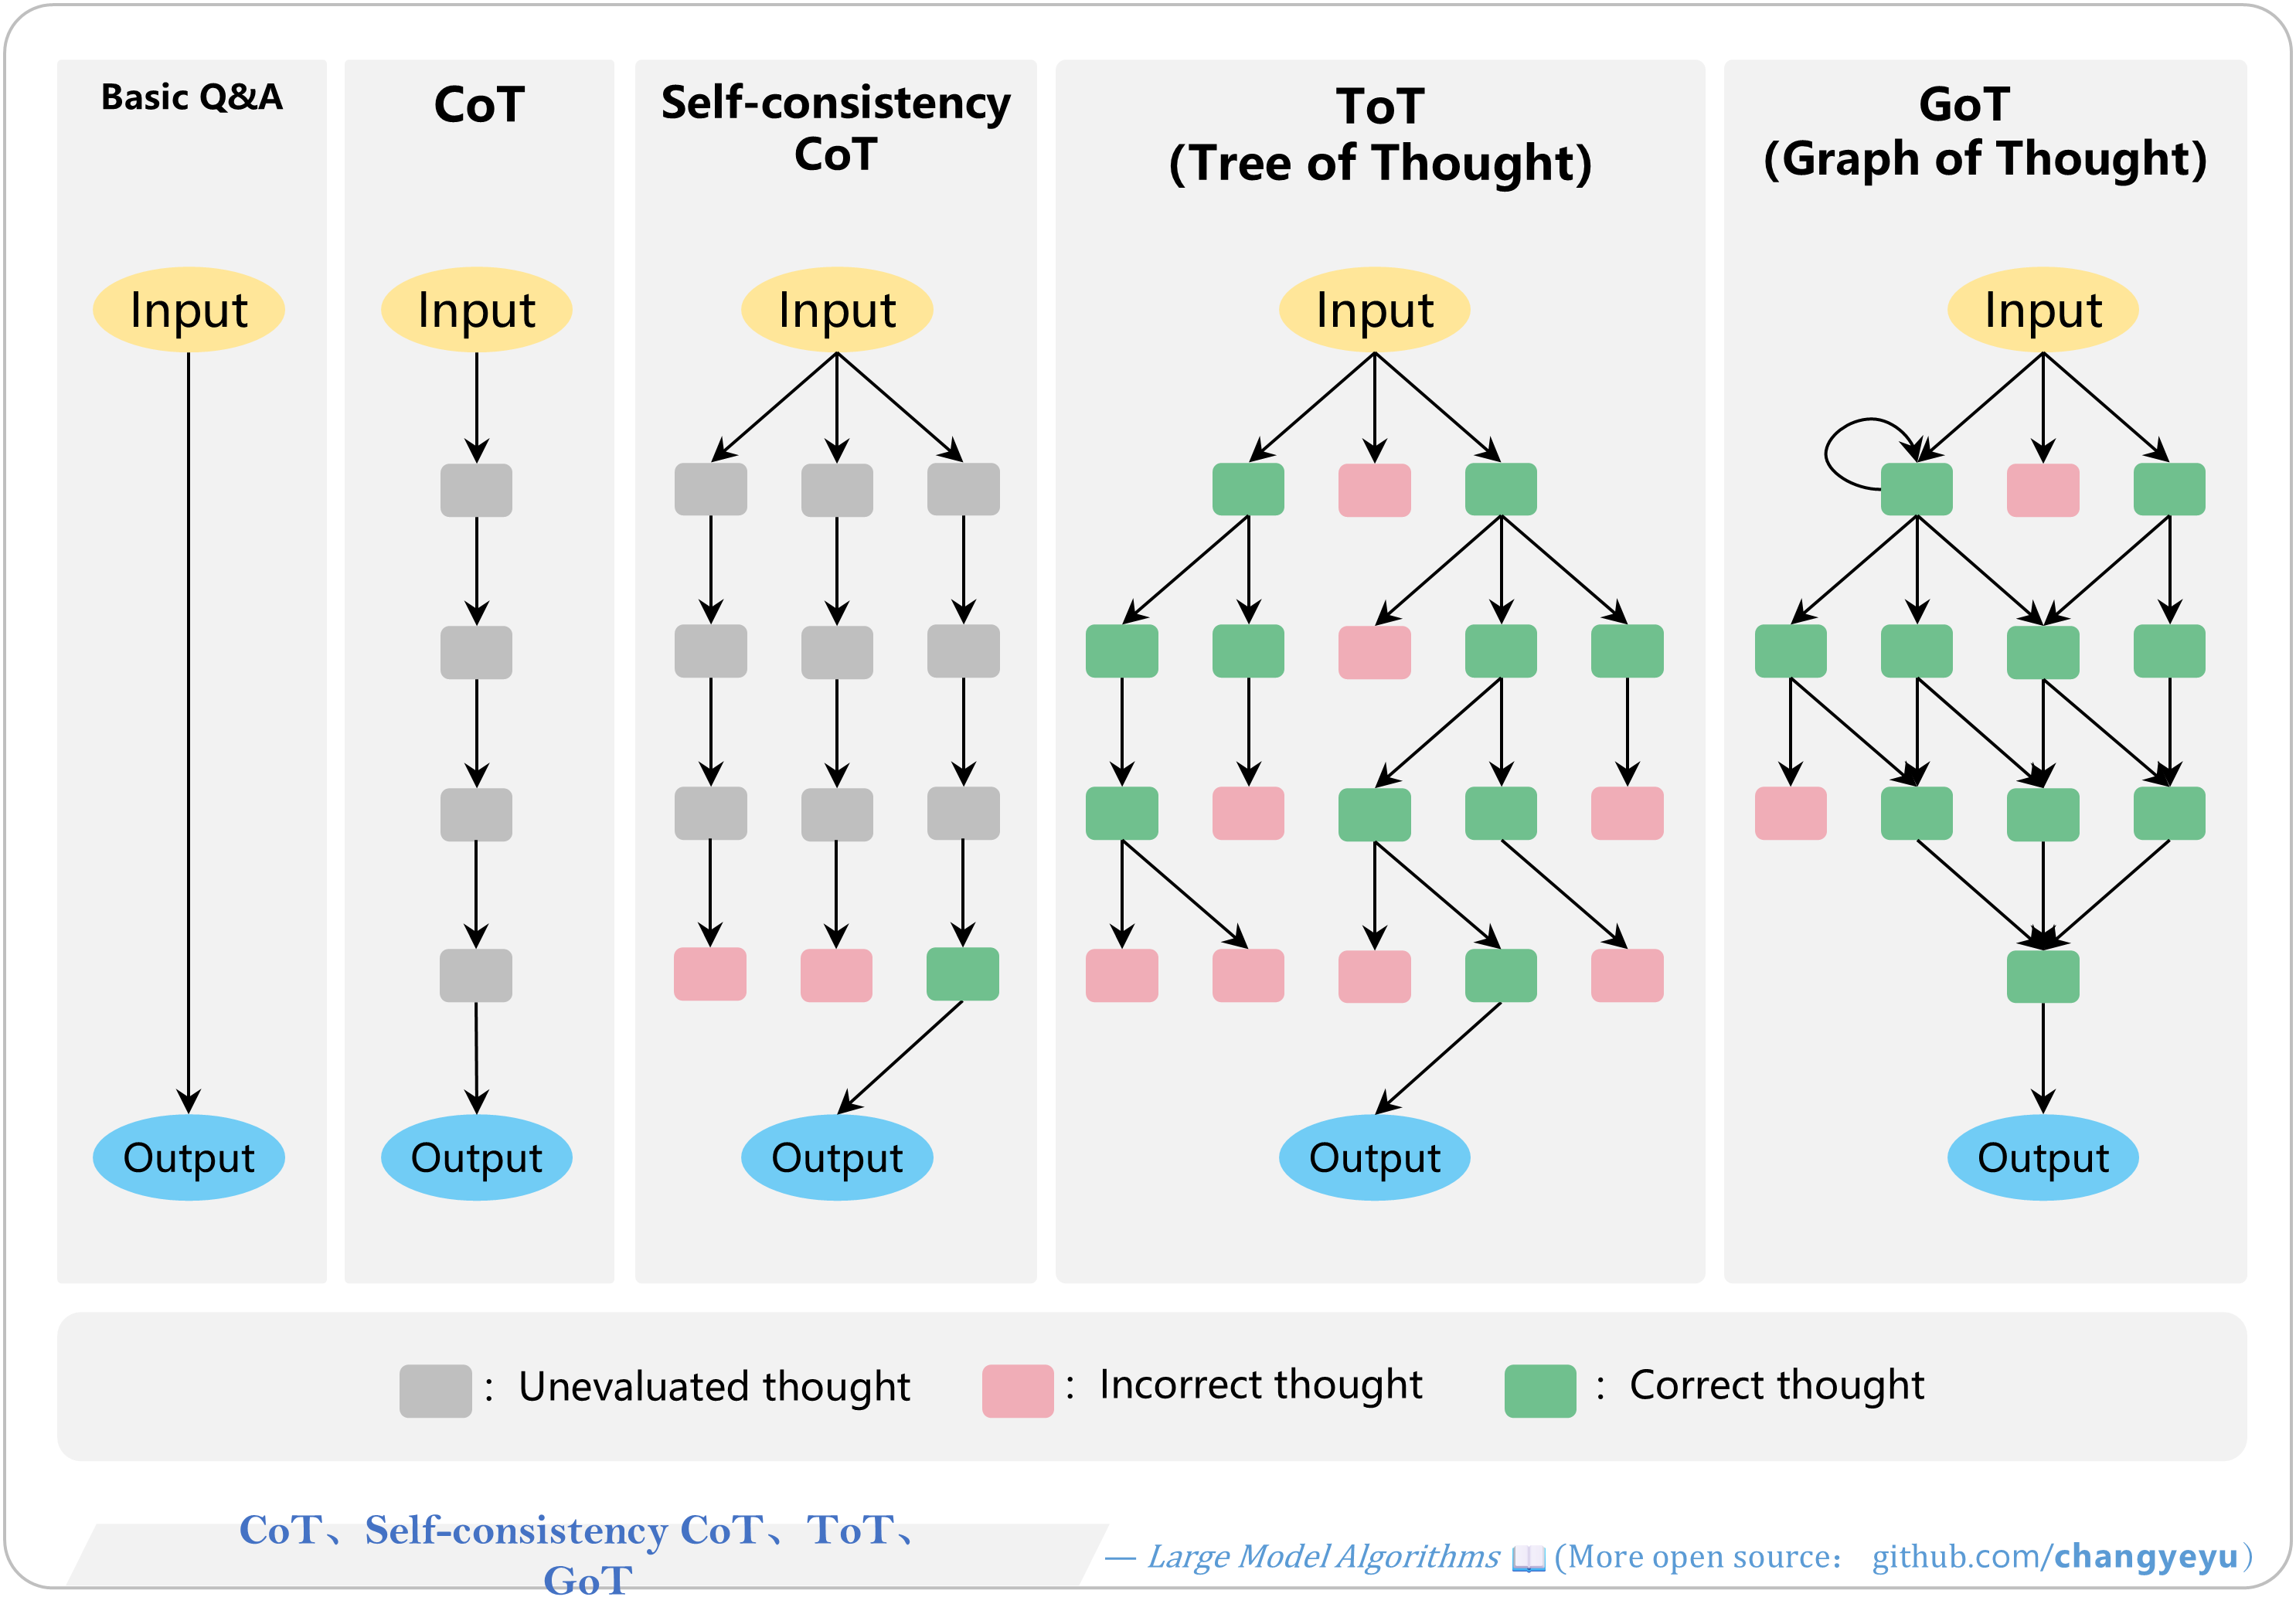 Basic Q&A
CoT
Self-consistency
CoT
ToT
(Tree of Thought)
GoT
(Graph of Thought)
Input
Input
Input
Input
Input
Output
Output
Output
Output
Output
： Unevaluated thought
： Incorrect thought
： Correct thought
CoT、Self-consistency CoT、ToT、
GoT
— Large Model Algorithms 📖 (More open source： github.com/changyeyu)